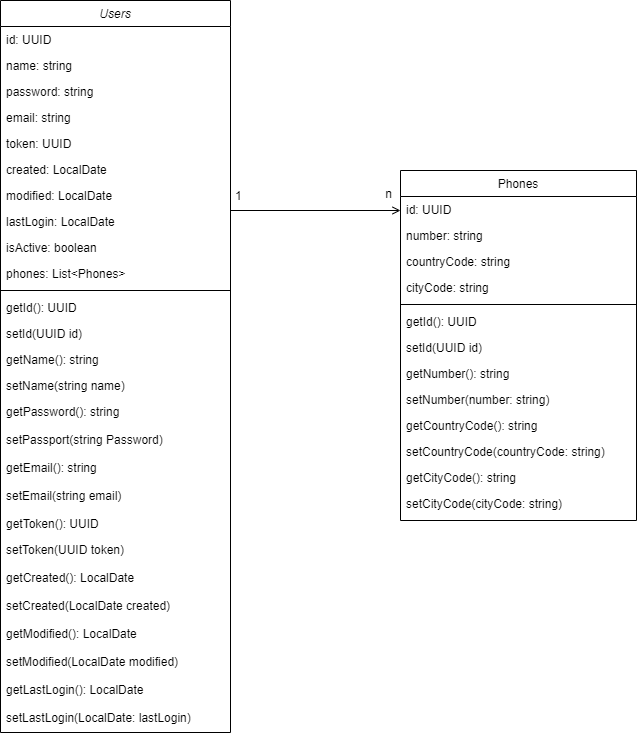 Users
id: UUID
name: string
password: string
email: string
token: UUID
created: LocalDate
modified: LocalDate
lastLogin: LocalDate
isActive: boolean
phones: List<Phones>
getId(): UUID
setId(UUID id)
getName(): string
setName(string name)
getPassword(): string
setPassport(string Password)
getEmail(): string
setEmail(string email)
getToken(): UUID
setToken(UUID token)
getCreated(): LocalDate
setCreated(LocalDate created)
getModified(): LocalDate
setModified(LocalDate modified)
getLastLogin(): LocalDate
setLastLogin(LocalDate: lastLogin)
1
n
Phones
id: UUID
number: string
countryCode: string
cityCode: string
getId(): UUID
setId(UUID id)
getNumber(): string
setNumber(number: string)
getCountryCode(): string
setCountryCode(countryCode: string)
getCityCode(): string
setCityCode(cityCode: string)